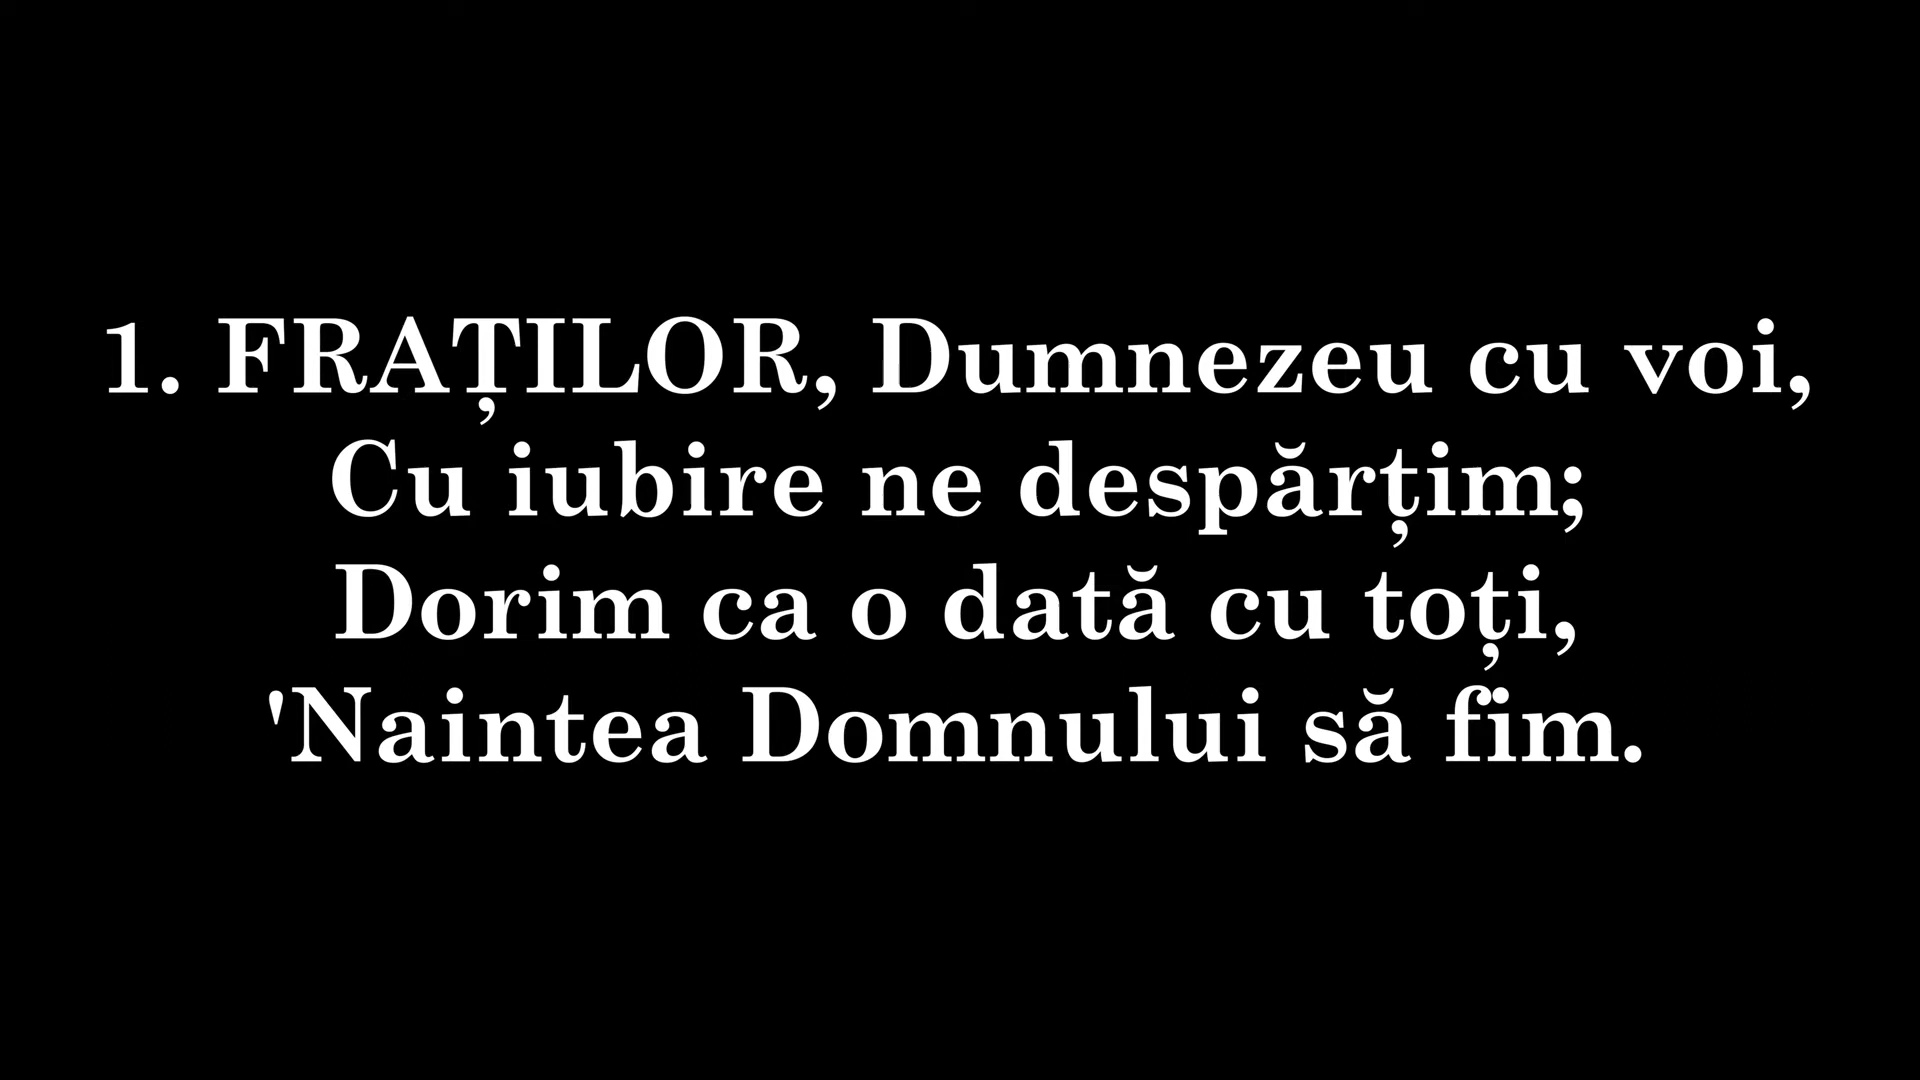 1. FRAȚILOR, Dumnezeu cu voi,
Cu iubire ne despărțim;
Dorim ca o dată cu toți,
'Naintea Domnului să fim.